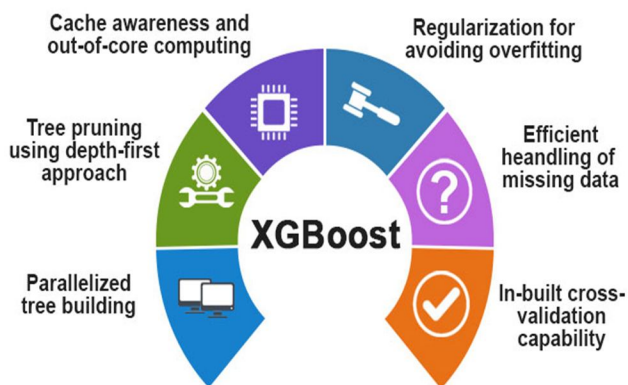 Cache awareness and
out-of-core computing
Regularization for
avoiding overfitting
Tree pruning
using depth-first
approach
Efficient
heandling of
missing data
XGBoost
Parallelized
tree building
In-built cross-
validation
capability
?